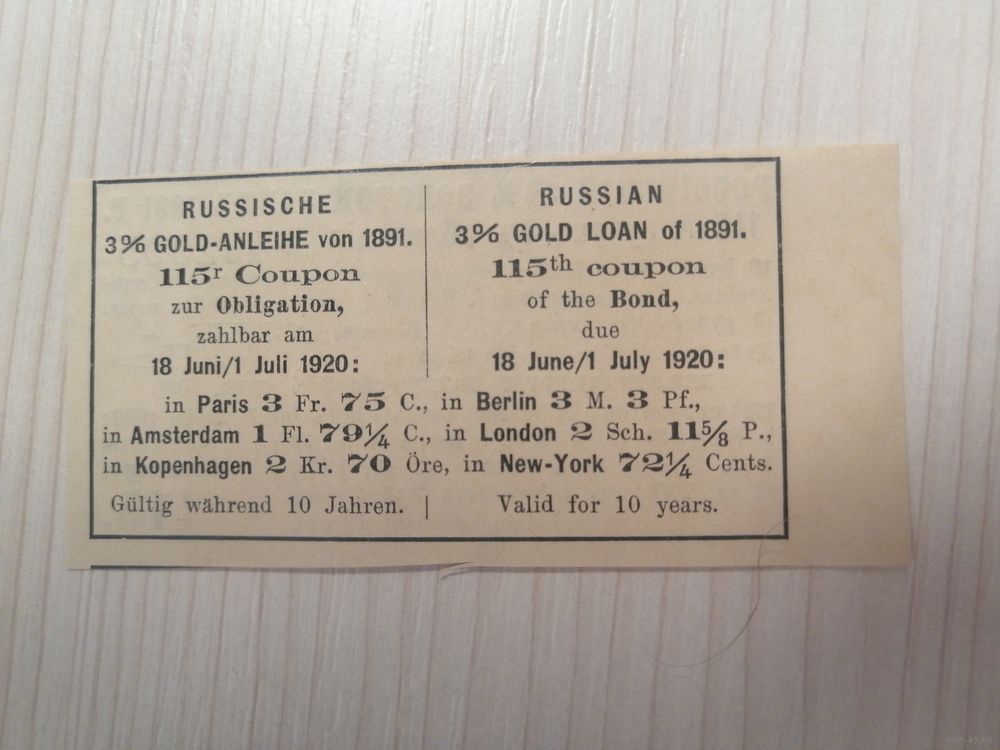 RUSSISCHE
3% GOLD-ANLEIHE von 1891.
115r Coupon
zur Obligation,
zahlbar am
18 Juni/1 Juli 1920:
RUSSIAN
3% GOLD LOAN of 1891.
115th coupon
of the Bond,
due
18 June/1 July 1920:
in Paris 3 Fr. 75 C., in Berlin 3 M. 3 Pf.,
in Amsterdam 1 Fl. 79¼ C., in London 2 Sch. 11⅝ P.,
in Kopenhagen 2 Kr. 70 Öre, in New-York 72¼ Cents.
Gültig während 10 Jahren. | Valid for 10 years.
www.ay.by